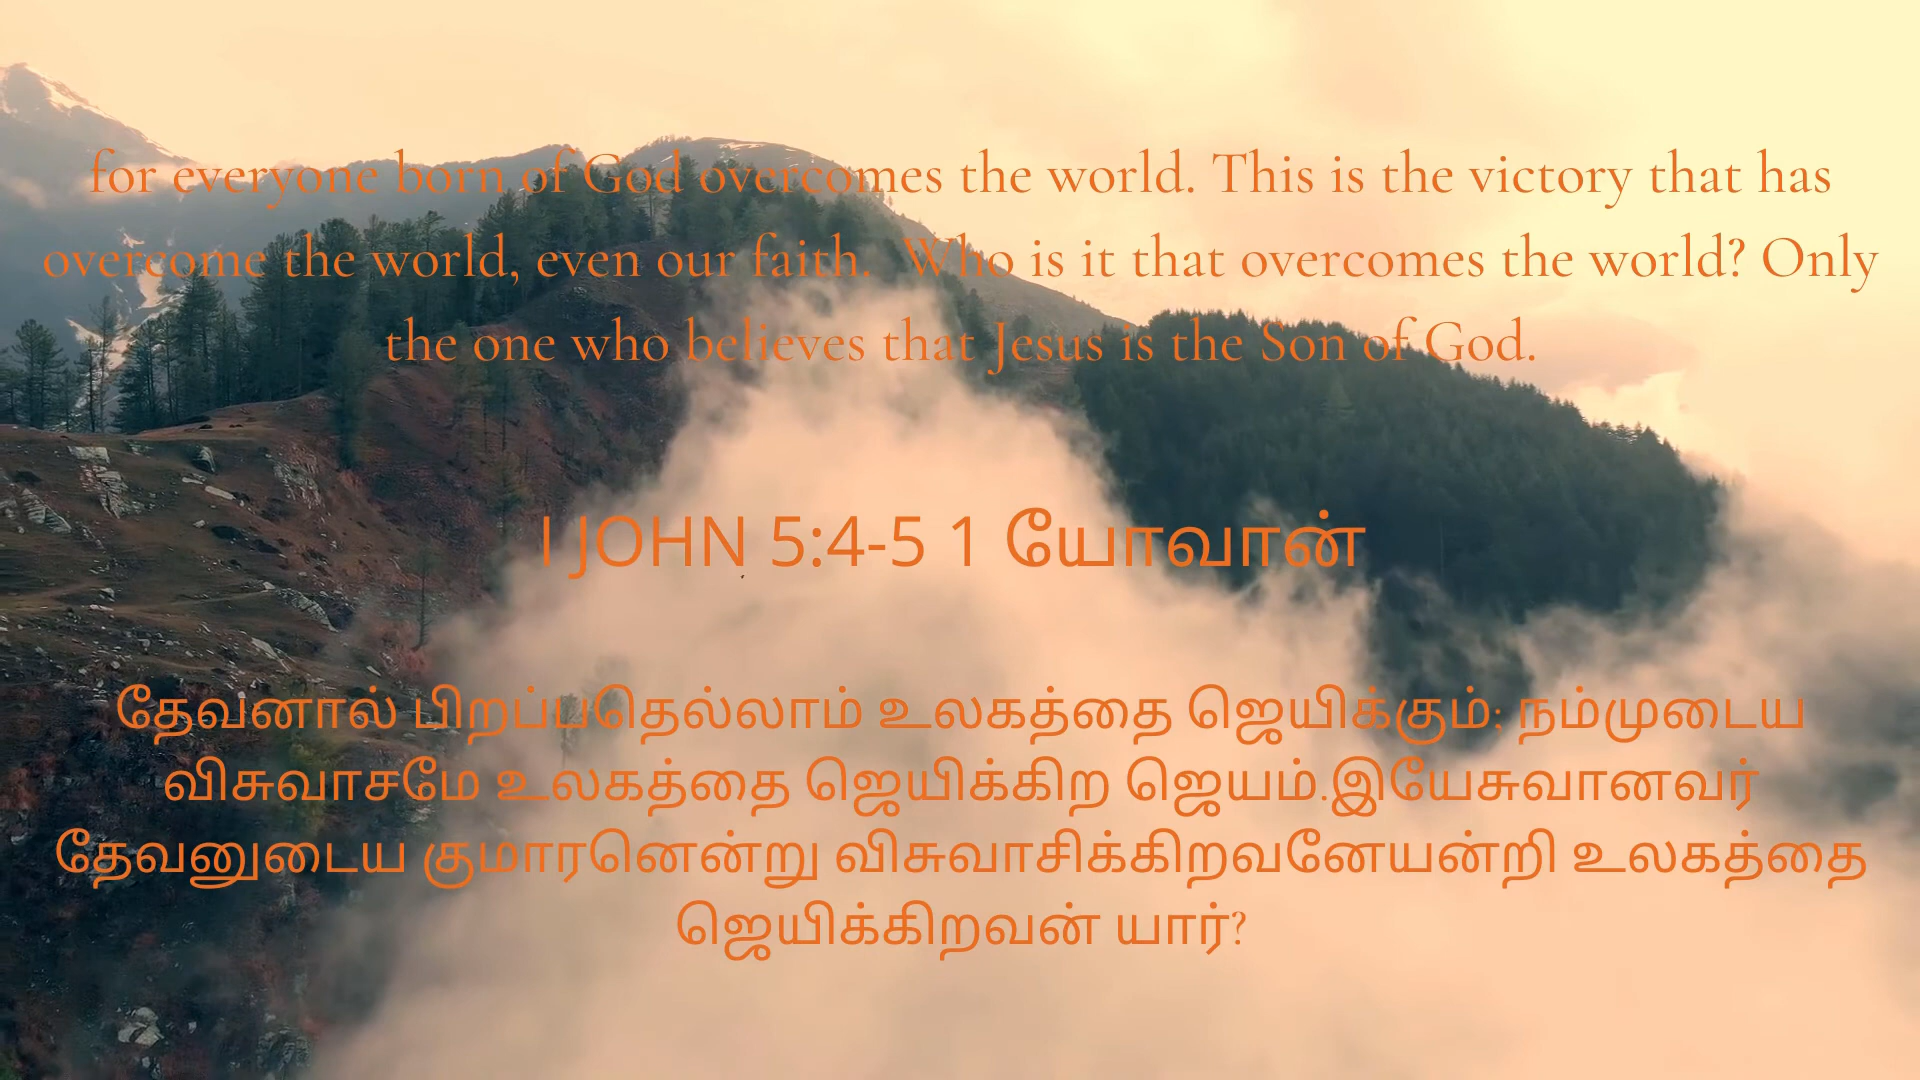 for everyone born of God overcomes the world. This is the victory that has
overcome the world, even our faith. Who is it that overcomes the world? Only
the one who believes that Jesus is the Son of God.
I JOHN 5:4-5 1 யோவான்
தேவனால் பிறப்பதெல்லாம் உலகத்தை ஜெயிக்கும்; நம்முடைய
விசுவாசமே உலகத்தை ஜெயிக்கிற ஜெயம்.இயேசுவானவர்
தேவனுடைய குமாரனென்று விசுவாசிக்கிறவனேயன்றி உலகத்தை
ஜெயிக்கிறவன் யார்?